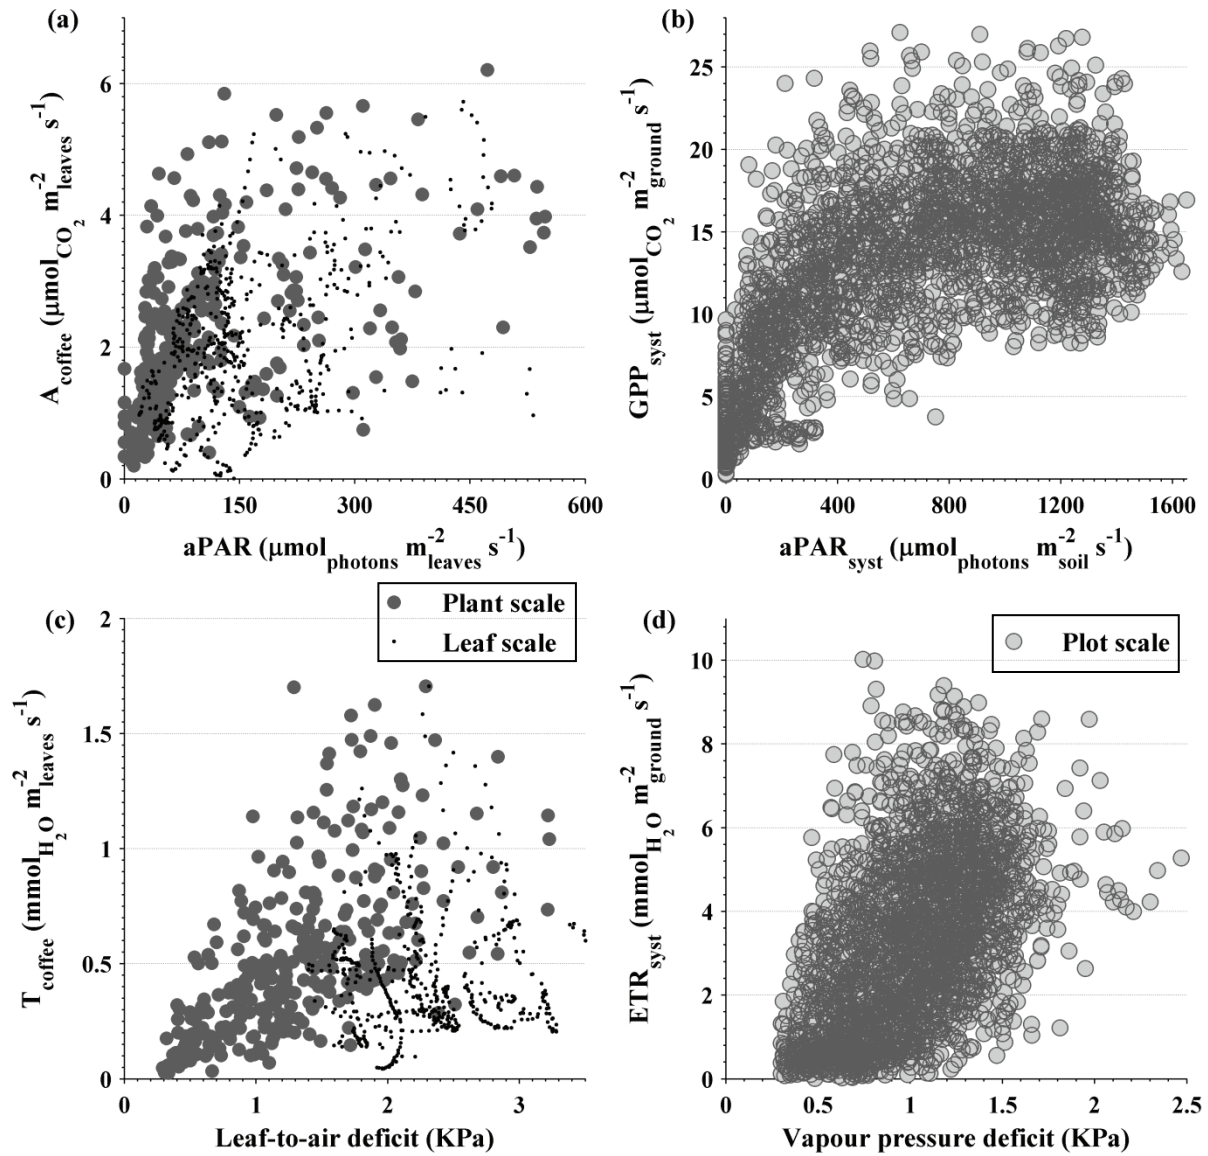 (a)
6
4
2
0
0 150 300 450 600
A_coffee (μmol_CO₂ m⁻²_leaves s⁻¹)
aPAR (μmol_photons m⁻²_leaves s⁻¹)
(b)
25
20
15
10
5
0
0 400 800 1200 1600
GPP_syst (μmol_CO₂ m⁻²_ground s⁻¹)
aPAR_syst (μmol_photons m⁻²_soil s⁻¹)
(c)
Plant scale
Leaf scale
2
1.5
1
0.5
0
0 1 2 3
T_coffee (mmol_H₂O m⁻²_leaves s⁻¹)
Leaf-to-air deficit (KPa)
(d)
Plot scale
10
8
6
4
2
0
0 0.5 1 1.5 2 2.5
ETR_syst (mmol_H₂O m⁻²_ground s⁻¹)
Vapour pressure deficit (KPa)